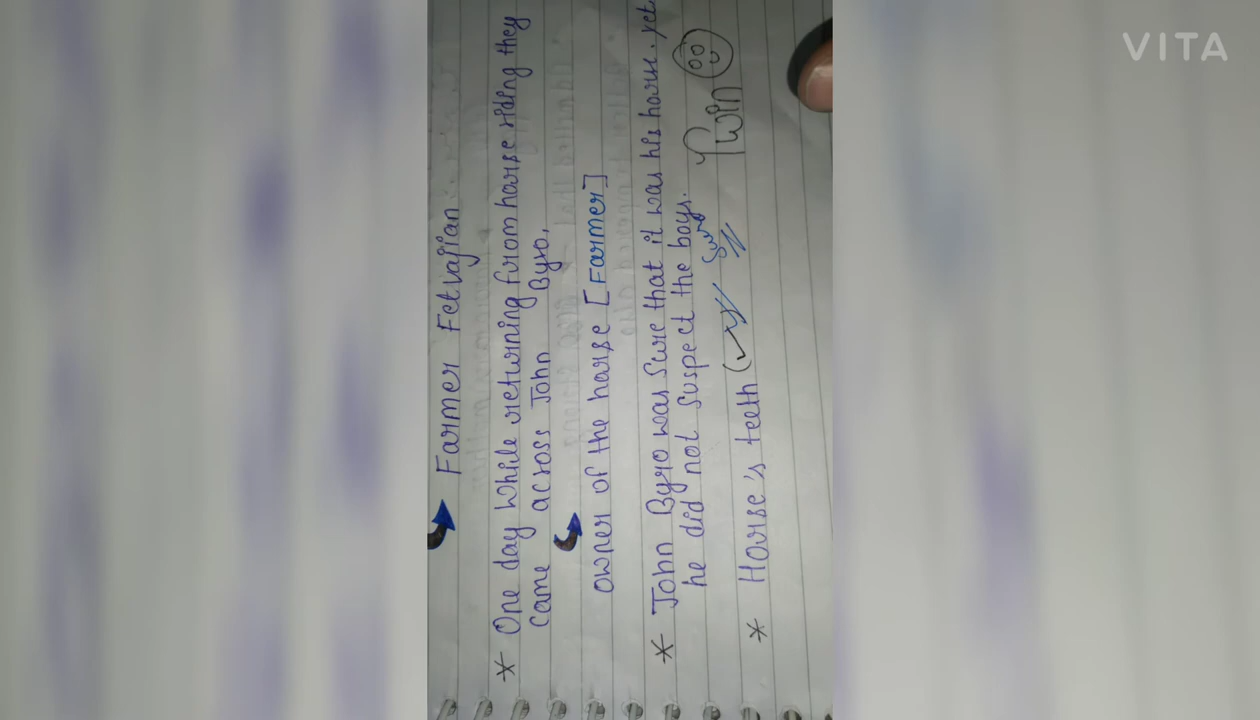 Farmer Fetvajian
* One day while returning from horse riding they
came across John Byro,
owner of the horse [Farmer]
* John Byro was sure that it was his horse. yet
he did not suspect the boys.
sure
Twin
* Horse's teeth (✓
VITA